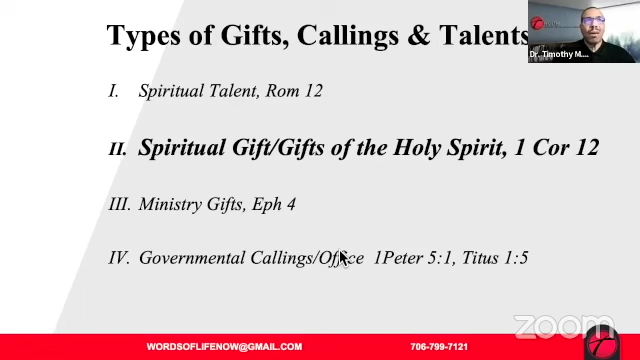 Types of Gifts, Callings & Talents
I. Spiritual Talent, Rom 12
II. Spiritual Gift/Gifts of the Holy Spirit, 1 Cor 12
III. Ministry Gifts, Eph 4
IV. Governmental Callings/Office 1Peter 5:1, Titus 1:5
Dr. Timothy M....
zoom
WORDSOFLIFENOW@GMAIL.COM 706-799-7121